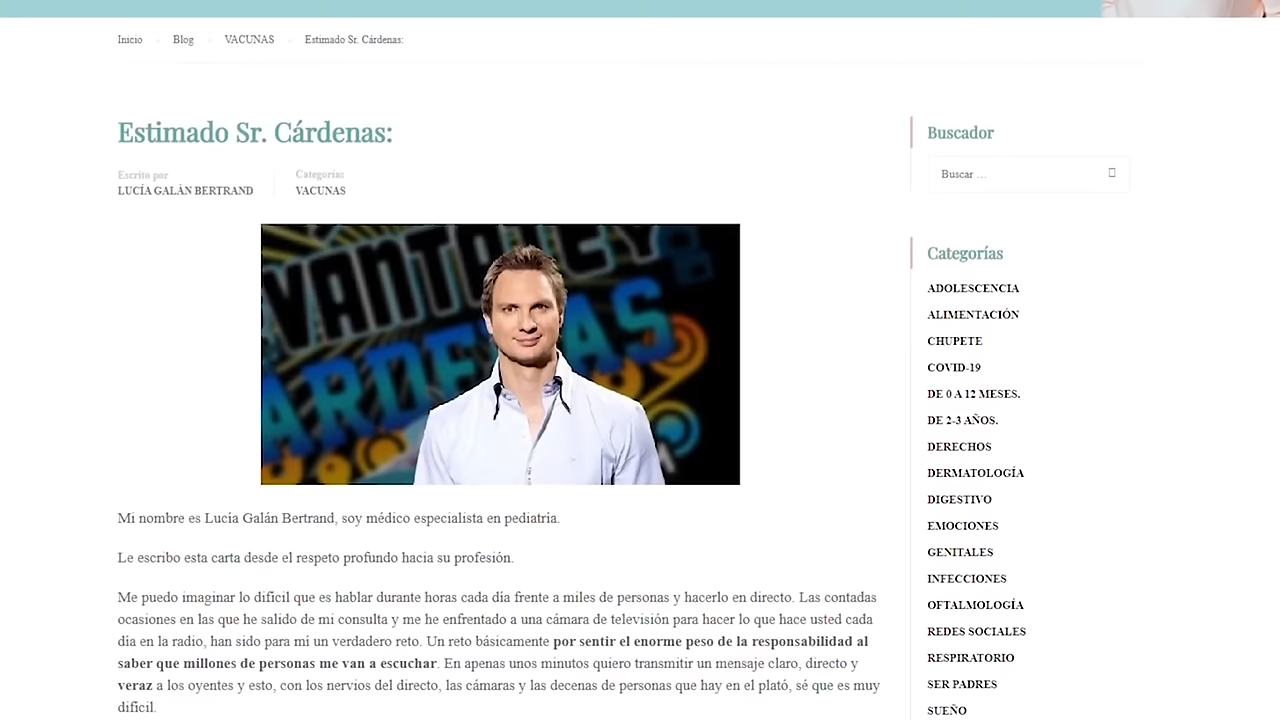 Inicio
Blog
VACUNAS
Estimado Sr. Cárdenas:
Estimado Sr. Cárdenas:
Escrito por
LUCÍA GALÁN BERTRAND
Categorías
VACUNAS
Mi nombre es Lucía Galán Bertrand, soy médico especialista en pediatría.
Le escribo esta carta desde el respeto profundo hacia su profesión.
Me puedo imaginar lo difícil que es hablar durante horas cada día frente a miles de personas y hacerlo en directo. Las contadas
ocasiones en las que he salido de mi consulta y me he enfrentado a una cámara de televisión para hacer lo que hace usted cada
día en la radio, han sido para mí un verdadero reto. Un reto básicamente por sentir el enorme peso de la responsabilidad al
saber que millones de personas me van a escuchar. En apenas unos minutos quiero transmitir un mensaje claro, directo y
veraz a los oyentes y esto, con los nervios del directo, las cámaras y las decenas de personas que hay en el plató, sé que es muy
difícil.
Buscador
Buscar ...
Categorías
ADOLESCENCIA
ALIMENTACIÓN
CHUPETE
COVID-19
DE 0 A 12 MESES.
DE 2-3 AÑOS.
DERECHOS
DERMATOLOGÍA
DIGESTIVO
EMOCIONES
GENITALES
INFECCIONES
OFTALMOLOGÍA
REDES SOCIALES
RESPIRATORIO
SER PADRES
SUEÑO